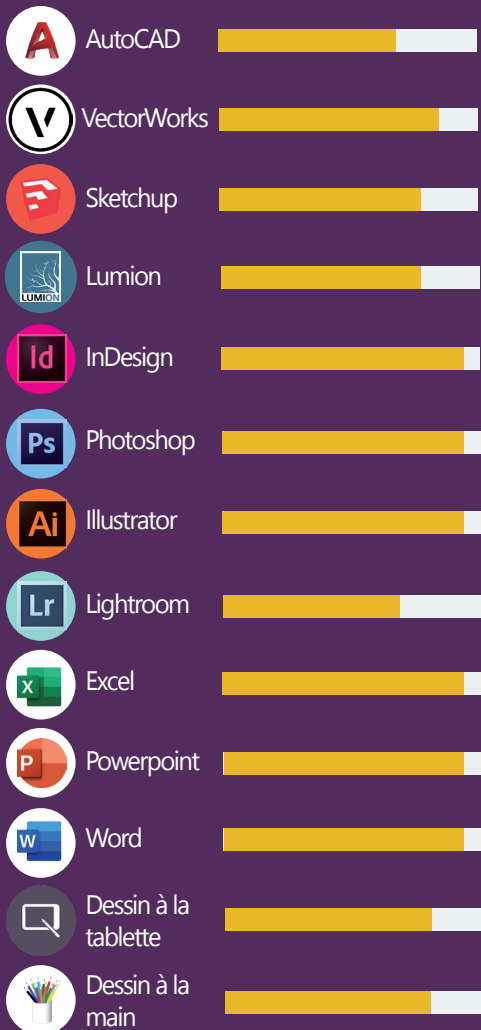 AutoCAD
VectorWorks
Sketchup
LUMION
Lumion
Id
InDesign
Ps
Photoshop
Ai
Illustrator
Lr
Lightroom
X
Excel
P
Powerpoint
W
Word
Dessin à la
tablette
Dessin à la
main